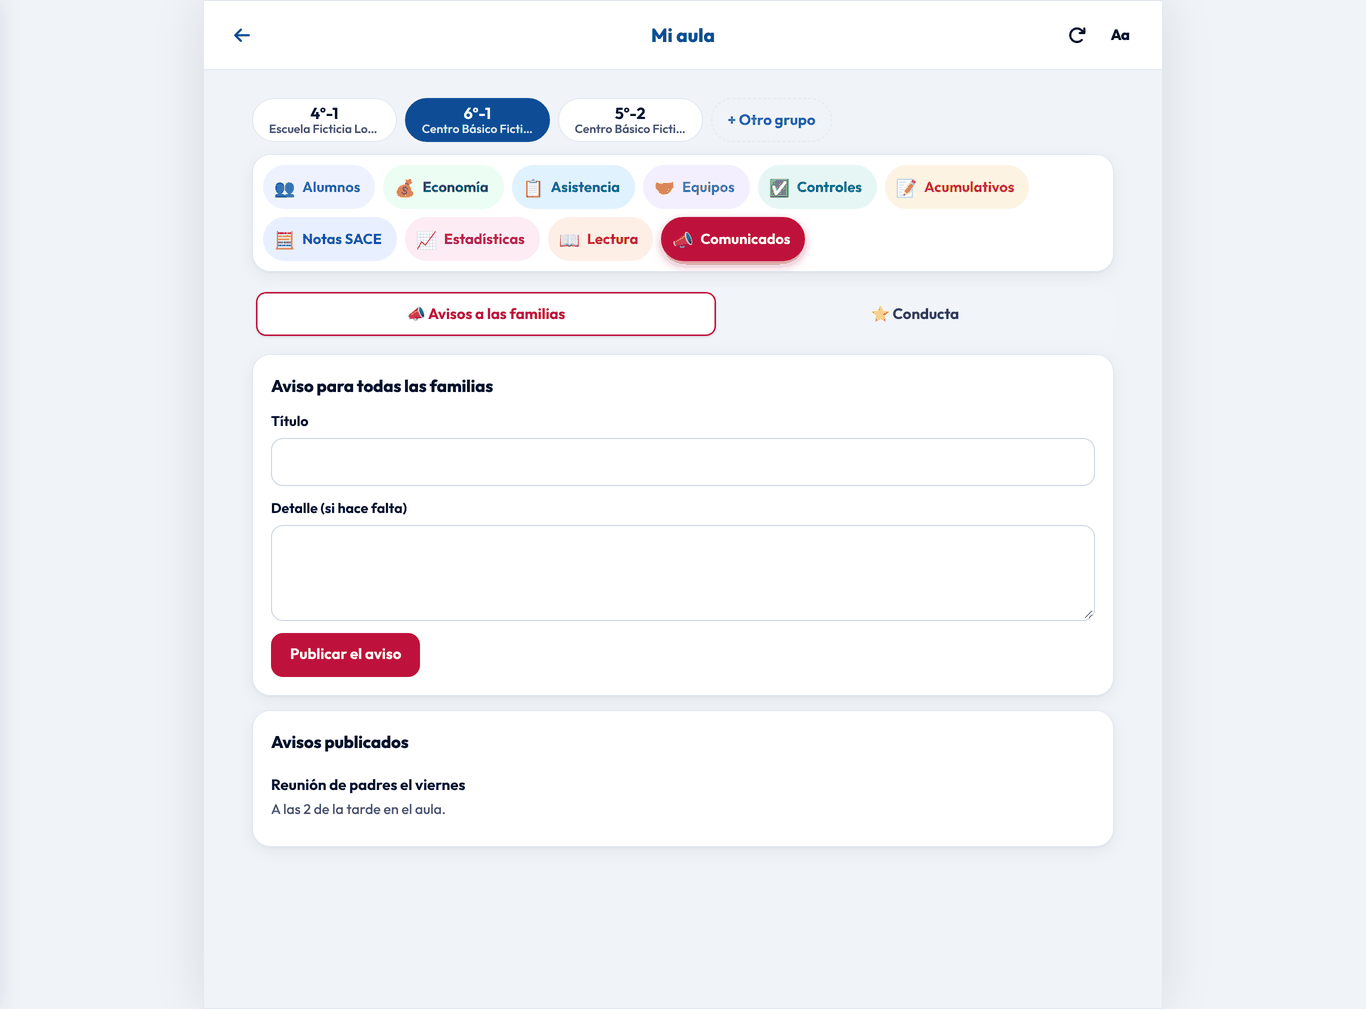 Mi aula
Aa
4°-1
Escuela Ficticia Lo...
6°-1
Centro Básico Ficti...
5°-2
Centro Básico Ficti...
+ Otro grupo
Alumnos
Economía
Asistencia
Equipos
Controles
Acumulativos
Notas SACE
Estadísticas
Lectura
Comunicados
Avisos a las familias
Conducta
Aviso para todas las familias
Título
Detalle (si hace falta)
Publicar el aviso
Avisos publicados
Reunión de padres el viernes
A las 2 de la tarde en el aula.